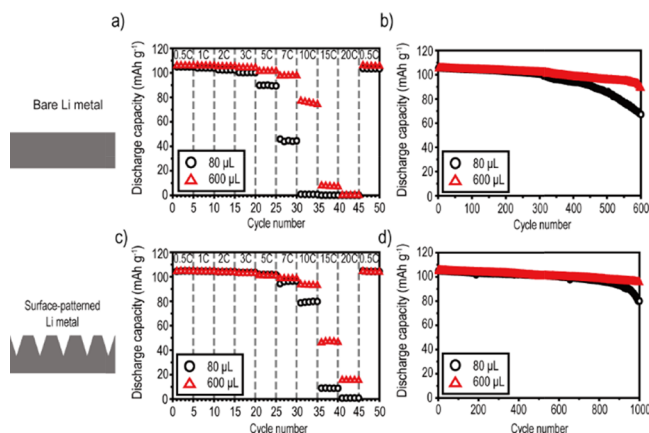 a)
0.5C 1C 2C 3C 5C 7C 10C 15C 20C 0.5C
120
100
80
60
40
20
0
Discharge capacity (mAh g⁻¹)
80 µL
600 µL
0 5 10 15 20 25 30 35 40 45 50
Cycle number
b)
120
100
80
60
40
20
0
Discharge capacity (mAh g⁻¹)
80 µL
600 µL
0 100 200 300 400 500 600
Cycle number
Bare Li metal
c)
0.5C 1C 2C 3C 5C 7C 10C 15C 20C 0.5C
120
100
80
60
40
20
0
Discharge capacity (mAh g⁻¹)
80 µL
600 µL
0 5 10 15 20 25 30 35 40 45 50
Cycle number
d)
120
100
80
60
40
20
0
Discharge capacity (mAh g⁻¹)
80 µL
600 µL
0 200 400 600 800 1000
Cycle number
Surface-patterned
Li metal